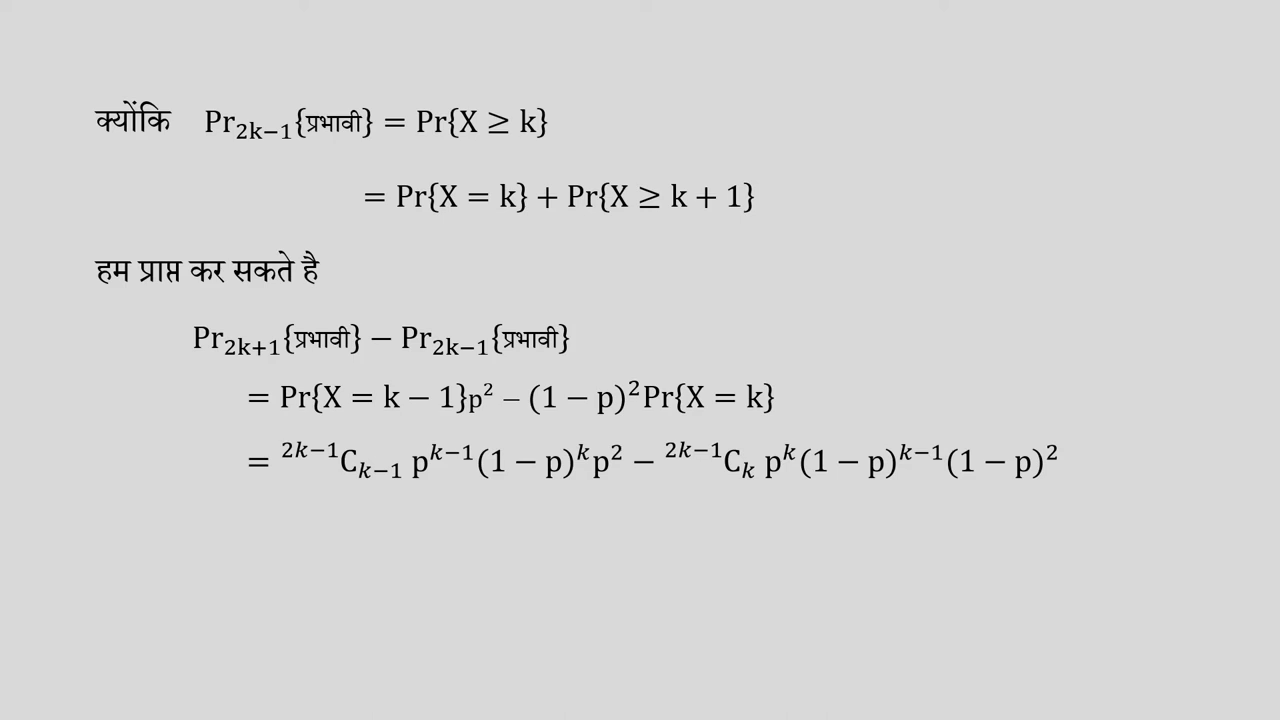 क्योंकि Pr₂ₖ₋₁{प्रभावी} = Pr{X ≥ k}
= Pr{X = k} + Pr{X ≥ k + 1}
हम प्राप्त कर सकते है
Pr₂ₖ₊₁{प्रभावी} − Pr₂ₖ₋₁{प्रभावी}
= Pr{X = k − 1}p² – (1 − p)²Pr{X = k}
= ²ᵏ⁻¹Cₖ₋₁ pᵏ⁻¹(1 − p)ᵏp² − ²ᵏ⁻¹Cₖ pᵏ(1 − p)ᵏ⁻¹(1 − p)²